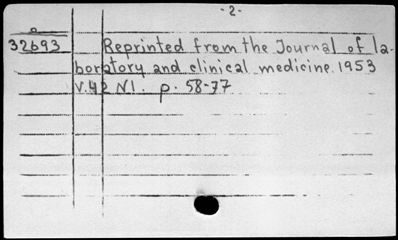 -2-
32693 Reprinted from the Journal of la-
boratory and clinical medicine. 1953
V.42 N1. p. 58-77